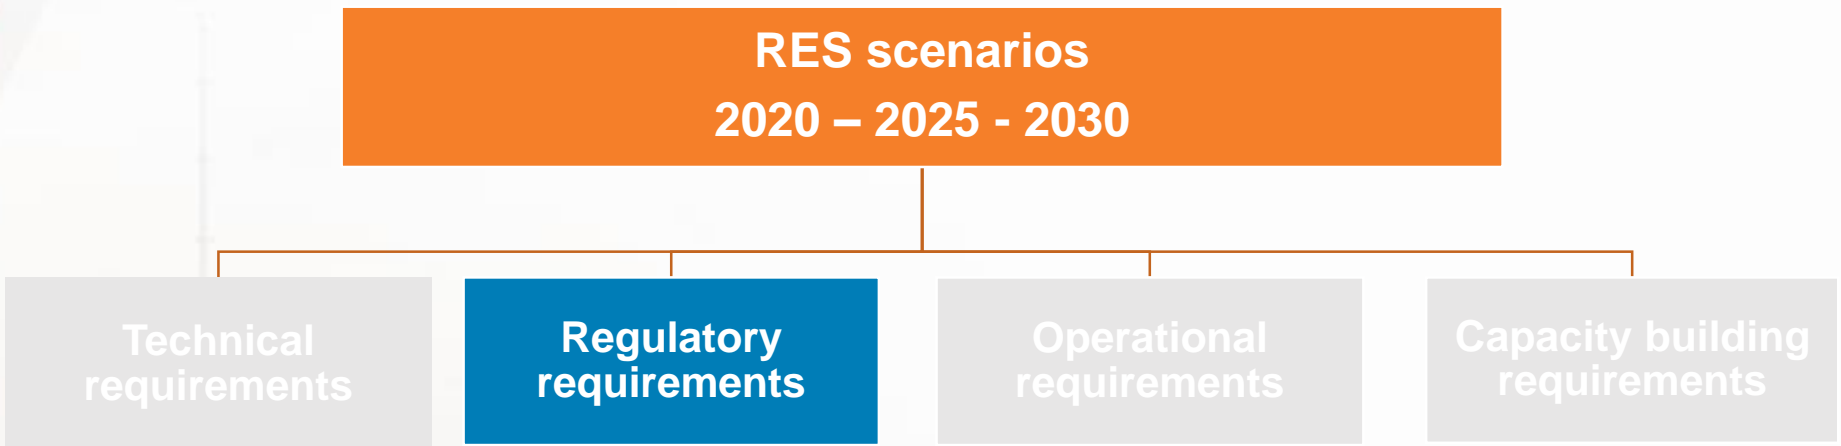 RES scenarios
2020 – 2025 - 2030
Technical
requirements
Regulatory
requirements
Operational
requirements
Capacity building
requirements